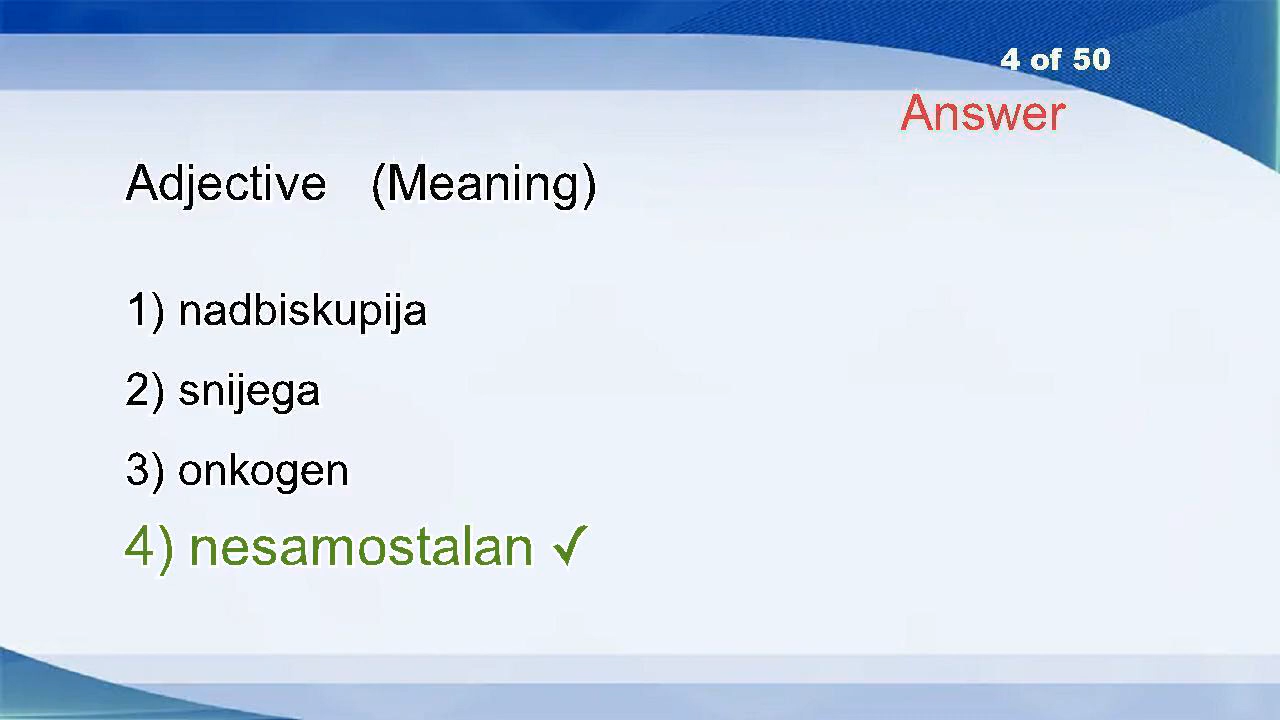 4 of 50
Answer
Adjective (Meaning)
1) nadbiskupija
2) snijega
3) onkogen
4) nesamostalan ✓